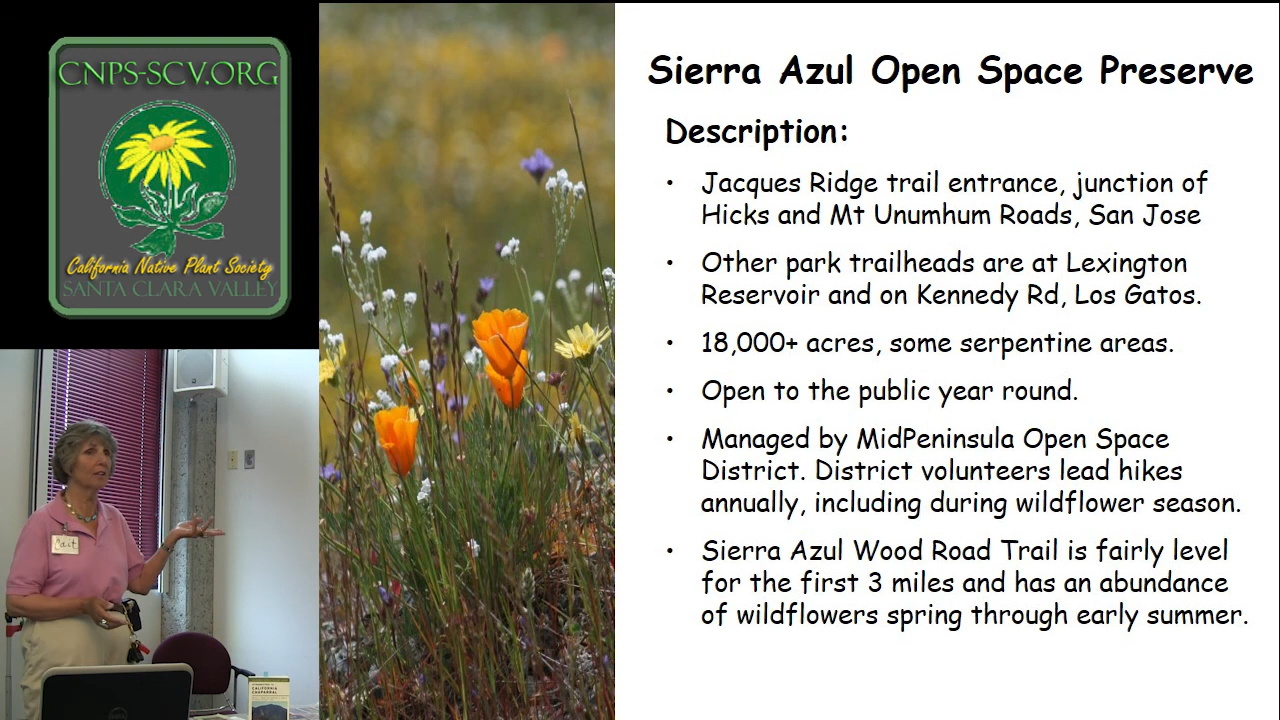 CNPS-SCV.ORG
California Native Plant Society
SANTA CLARA VALLEY
Sierra Azul Open Space Preserve
Description:
• Jacques Ridge trail entrance, junction of
Hicks and Mt Unumhum Roads, San Jose
• Other park trailheads are at Lexington
Reservoir and on Kennedy Rd, Los Gatos.
• 18,000+ acres, some serpentine areas.
• Open to the public year round.
• Managed by MidPeninsula Open Space
District. District volunteers lead hikes
annually, including during wildflower season.
• Sierra Azul Wood Road Trail is fairly level
for the first 3 miles and has an abundance
of wildflowers spring through early summer.
CALIFORNIA
CHAPARRAL